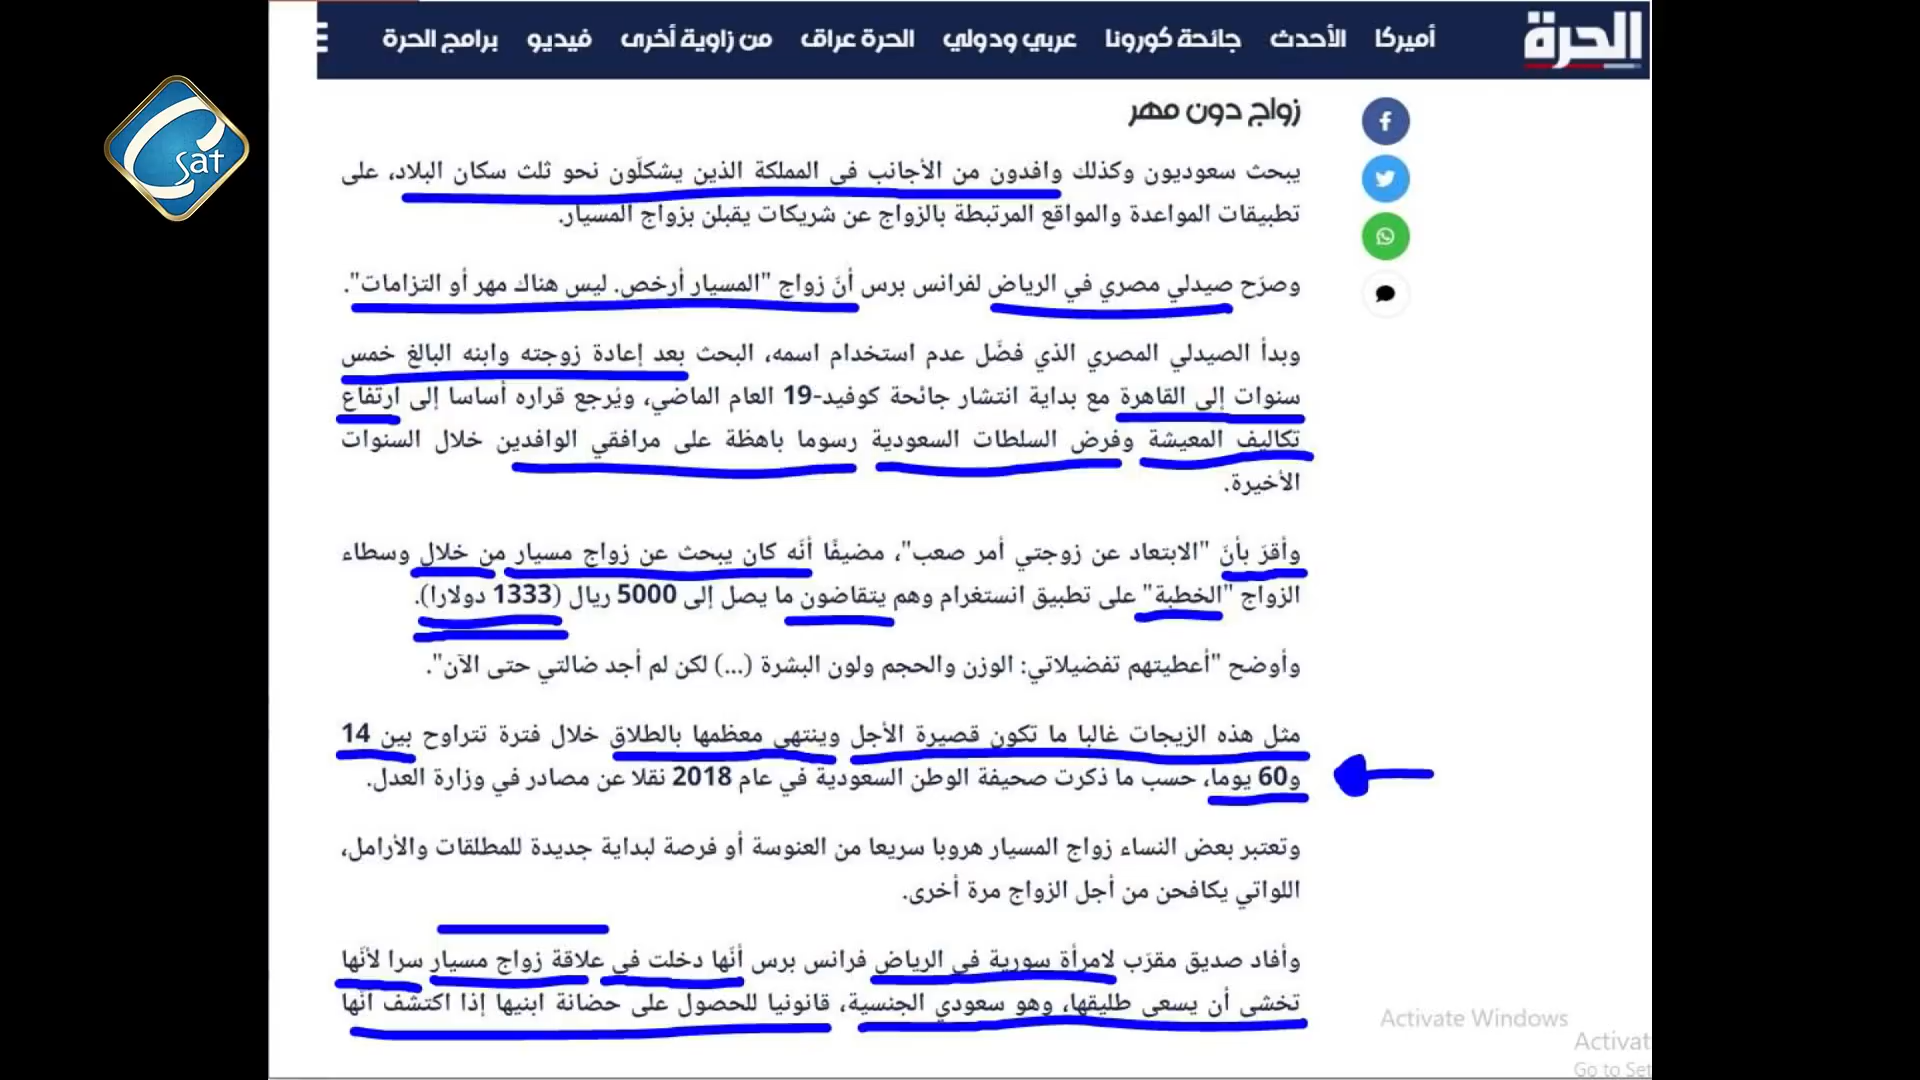 الحرة
أميركا الأحدث جائحة كورونا عربي ودولي الحرة عراق من زاوية أخرى فيديو برامج الحرة
C sat
زواج دون مهر
يبحث سعوديون وكذلك وافدون من الأجانب في المملكة الذين يشكلّون نحو ثلث سكان البلاد، على
تطبيقات المواعدة والمواقع المرتبطة بالزواج عن شريكات يقبلن بزواج المسيار.
وصرّح صيدلي مصري في الرياض لفرانس برس أنّ زواج "المسيار أرخص. ليس هناك مهر أو التزامات".
وبدأ الصيدلي المصري الذي فضّل عدم استخدام اسمه، البحث بعد إعادة زوجته وابنه البالغ خمس
سنوات إلى القاهرة مع بداية انتشار جائحة كوفيد-19 العام الماضي، ويُرجع قراره أساسا إلى ارتفاع
تكاليف المعيشة وفرض السلطات السعودية رسوما باهظة على مرافقي الوافدين خلال السنوات
الأخيرة.
وأقرّ بأنّ "الابتعاد عن زوجتي أمر صعب"، مضيفًا أنّه كان يبحث عن زواج مسيار من خلال وسطاء
الزواج "الخطبة" على تطبيق انستغرام وهم يتقاضون ما يصل إلى 5000 ريال (1333 دولارا).
وأوضح "أعطيتهم تفضيلاتي: الوزن والحجم ولون البشرة (...) لكن لم أجد ضالتي حتى الآن".
مثل هذه الزيجات غالبا ما تكون قصيرة الأجل وينتهي معظمها بالطلاق خلال فترة تتراوح بين 14
و60 يوما، حسب ما ذكرت صحيفة الوطن السعودية في عام 2018 نقلا عن مصادر في وزارة العدل.
وتعتبر بعض النساء زواج المسيار هروبا سريعا من العنوسة أو فرصة لبداية جديدة للمطلقات والأرامل،
اللواتي يكافحن من أجل الزواج مرة أخرى.
وأفاد صديق مقرّب لامرأة سورية في الرياض فرانس برس أنّها دخلت في علاقة زواج مسيار سرا لأنّها
تخشى أن يسعى طليقها، وهو سعودي الجنسية، قانونيا للحصول على حضانة ابنيها إذا اكتشف أنّها
Activate Windows
Activat
Go to Set